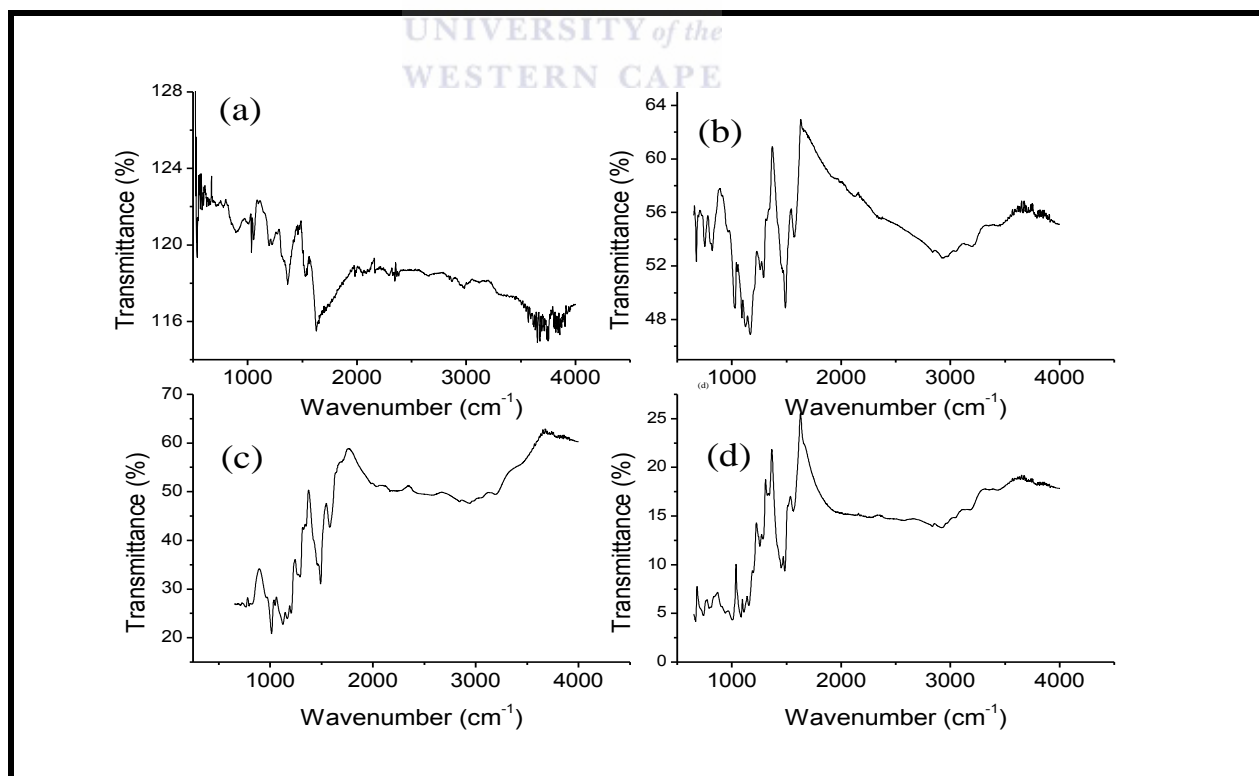 UNIVERSITY of the
WESTERN CAPE
(a)
Transmittance (%)
128
124
120
116
1000 2000 3000 4000
Wavenumber (cm-1)
(b)
Transmittance (%)
64
60
56
52
48
(d)
1000 2000 3000 4000
Wavenumber (cm-1)
(c)
Transmittance (%)
70
60
50
40
30
20
1000 2000 3000 4000
Wavenumber (cm-1)
(d)
Transmittance (%)
25
20
15
10
5
0
1000 2000 3000 4000
Wavenumber (cm-1)